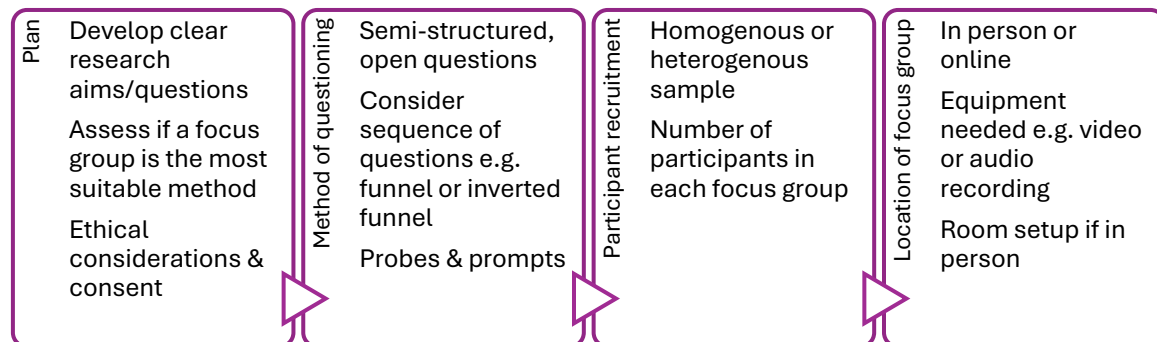 Plan
Develop clear
research
aims/questions
Assess if a focus
group is the most
suitable method
Ethical
considerations &
consent
Method of questioning
Semi-structured,
open questions
Consider
sequence of
questions e.g.
funnel or inverted
funnel
Probes & prompts
Participant recruitment
Homogenous or
heterogenous
sample
Number of
participants in
each focus group
Location of focus group
In person or
online
Equipment
needed e.g. video
or audio
recording
Room setup if in
person